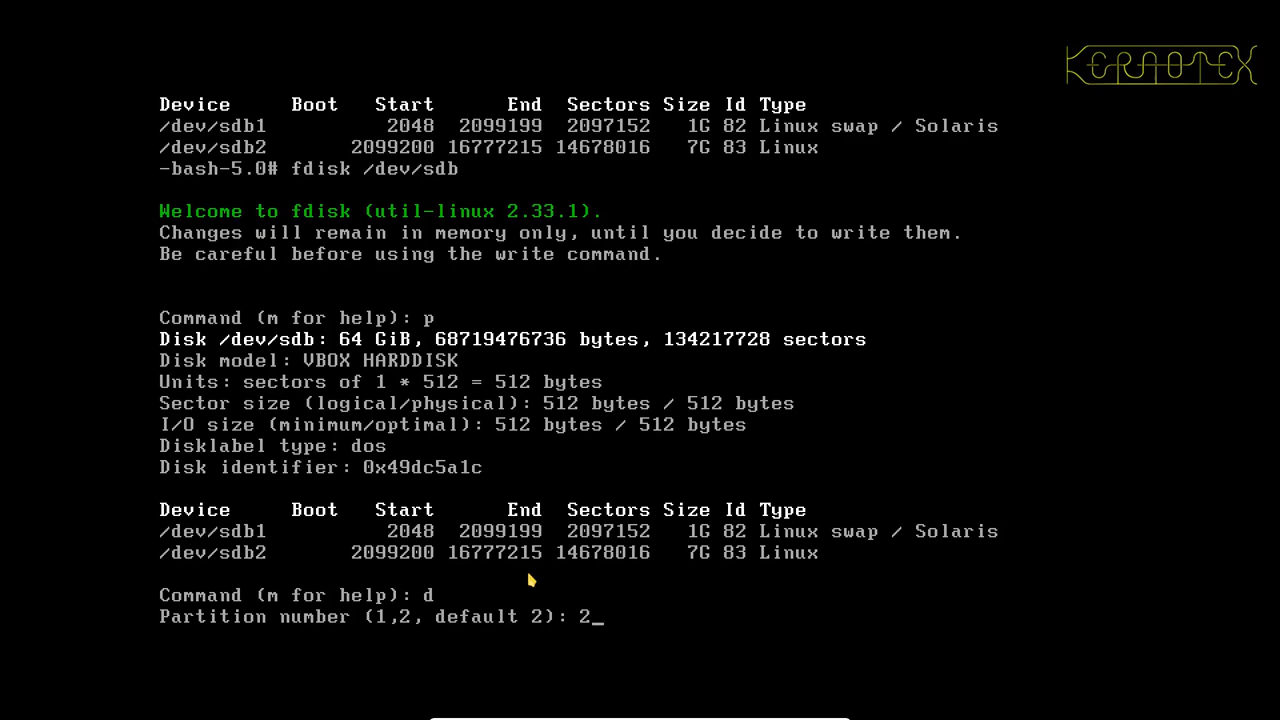 KERNOTEX
Device Boot Start End Sectors Size Id Type
/dev/sdb1 2048 2099199 2097152 1G 82 Linux swap / Solaris
/dev/sdb2 2099200 16777215 14678016 7G 83 Linux
-bash-5.0# fdisk /dev/sdb
Welcome to fdisk (util-linux 2.33.1).
Changes will remain in memory only, until you decide to write them.
Be careful before using the write command.
Command (m for help): p
Disk /dev/sdb: 64 GiB, 68719476736 bytes, 134217728 sectors
Disk model: VBOX HARDDISK
Units: sectors of 1 * 512 = 512 bytes
Sector size (logical/physical): 512 bytes / 512 bytes
I/O size (minimum/optimal): 512 bytes / 512 bytes
Disklabel type: dos
Disk identifier: 0x49dc5a1c
Device Boot Start End Sectors Size Id Type
/dev/sdb1 2048 2099199 2097152 1G 82 Linux swap / Solaris
/dev/sdb2 2099200 16777215 14678016 7G 83 Linux
Command (m for help): d
Partition number (1,2, default 2): 2_